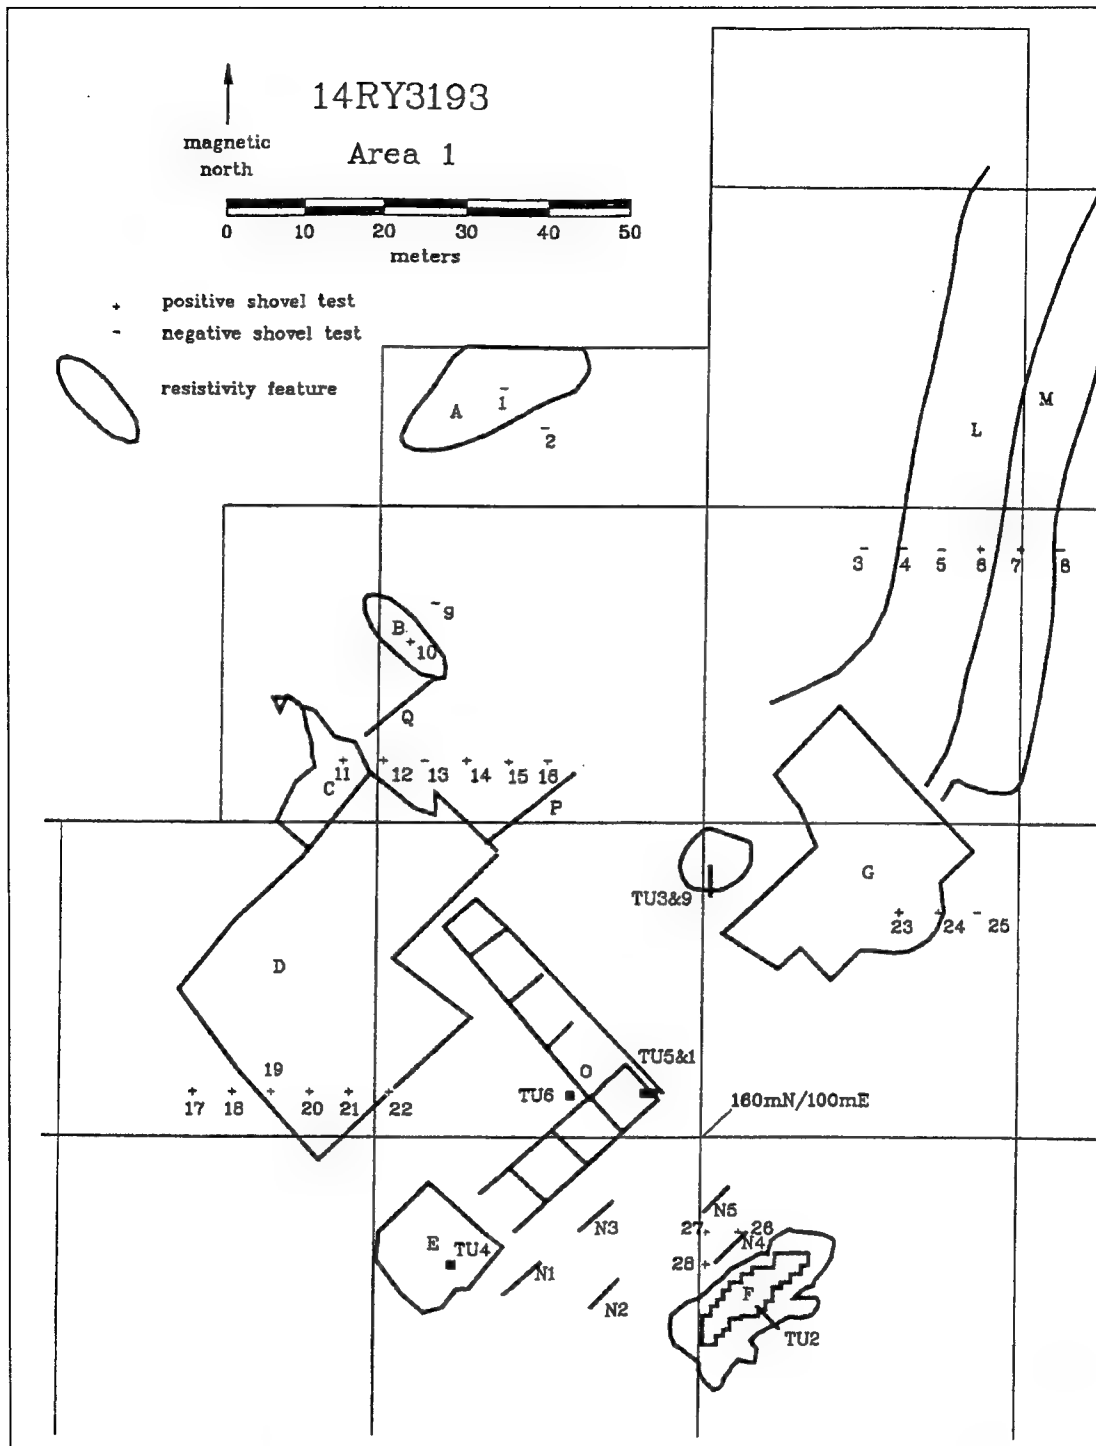 14RY3193
magnetic
north
Area 1
0 10 20 30 40 50
meters
+ positive shovel test
- negative shovel test
resistivity feature
A
1
2
L
M
3 4 5 6 7 8
9
B
10
Q
C
11 12 13 14 15 16
P
G
TU3&9
23 24 25
D
19
17 18 20 21 22
O
TU5&1
TU6
160mN/100mE
N5
N3
27
26
N4
E
TU4
28
N1
N2
F
TU2